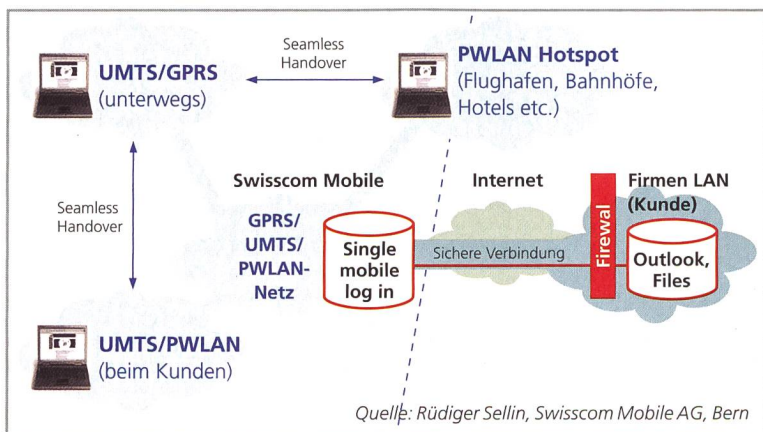 Seamless
Handover
UMTS/GPRS
(unterwegs)
PWLAN Hotspot
(Flughafen, Bahnhöfe,
Hotels etc.)
Seamless
Handover
Swisscom Mobile
Internet
Firmen LAN
(Kunde)
GPRS/
UMTS/
PWLAN-
Netz
Single
mobile
log in
Sichere Verbindung
Firewal
Outlook,
Files
UMTS/PWLAN
(beim Kunden)
Quelle: Rüdiger Sellin, Swisscom Mobile AG, Bern